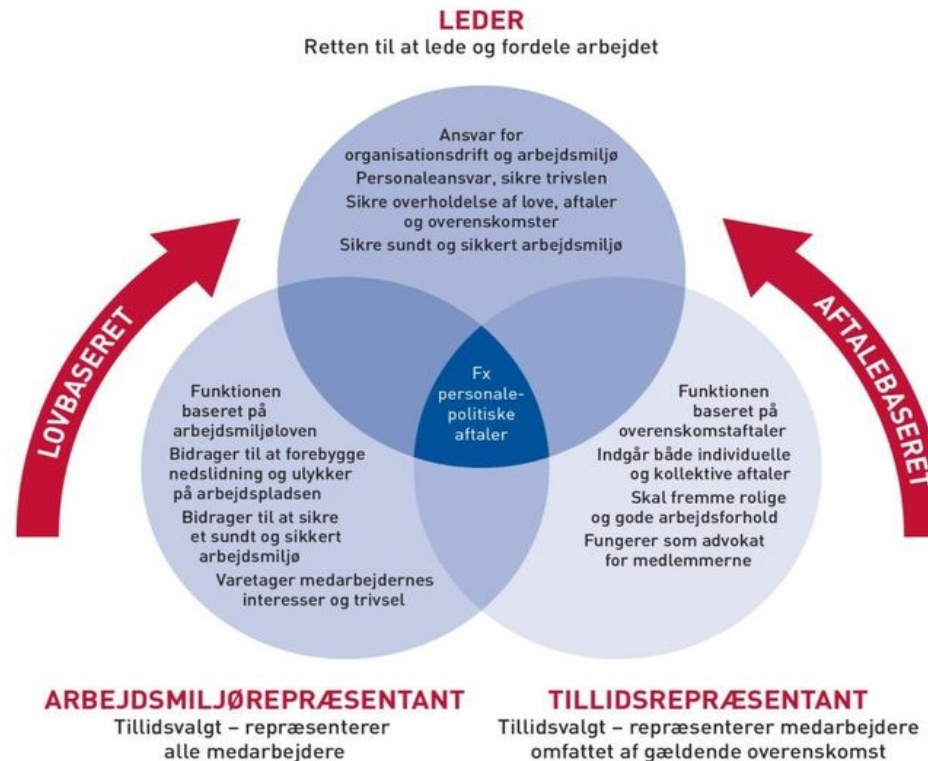 LEDER
Retten til at lede og fordele arbejdet
Ansvar for
organisationsdrift og arbejdsmiljø
Personaleansvar, sikre trivslen
Sikre overholdelse af love, aftaler
og overenskomster
Sikre sundt og sikkert arbejdsmiljø
LOVBASERET
AFTALEBASERET
Fx
personale-
politiske
aftaler
Funktionen
baseret på
arbejdsmiljøloven
Bidrager til at forebygge
nedslidning og ulykker
på arbejdspladsen
Bidrager til at sikre
et sundt og sikkert
arbejdsmiljø
Varetager medarbejdernes
interesser og trivsel
Funktionen
baseret på
overenskomstaftaler
Indgår både individuelle
og kollektive aftaler
Skal fremme rolige
og gode arbejdsforhold
Fungerer som advokat
for medlemmerne
ARBEJDSMILJØREPRÆSENTANT
Tillidsvalgt – repræsenterer
alle medarbejdere
TILLIDSREPRÆSENTANT
Tillidsvalgt – repræsenterer medarbejdere
omfattet af gældende overenskomst